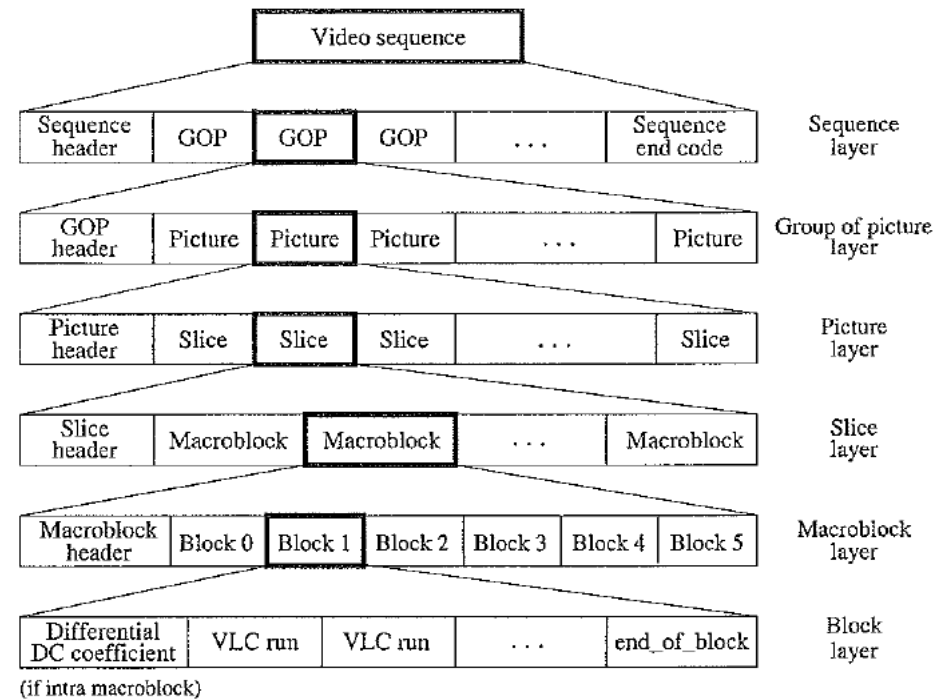 Video sequence
Sequence header GOP GOP GOP . . . Sequence end code Sequence layer
GOP header Picture Picture Picture . . . Picture Group of picture layer
Picture header Slice Slice Slice . . . Slice Picture layer
Slice header Macroblock Macroblock . . . Macroblock Slice layer
Macroblock header Block 0 Block 1 Block 2 Block 3 Block 4 Block 5 Macroblock layer
Differential DC coefficient VLC run VLC run . . . end_of_block Block layer
(if intra macroblock)